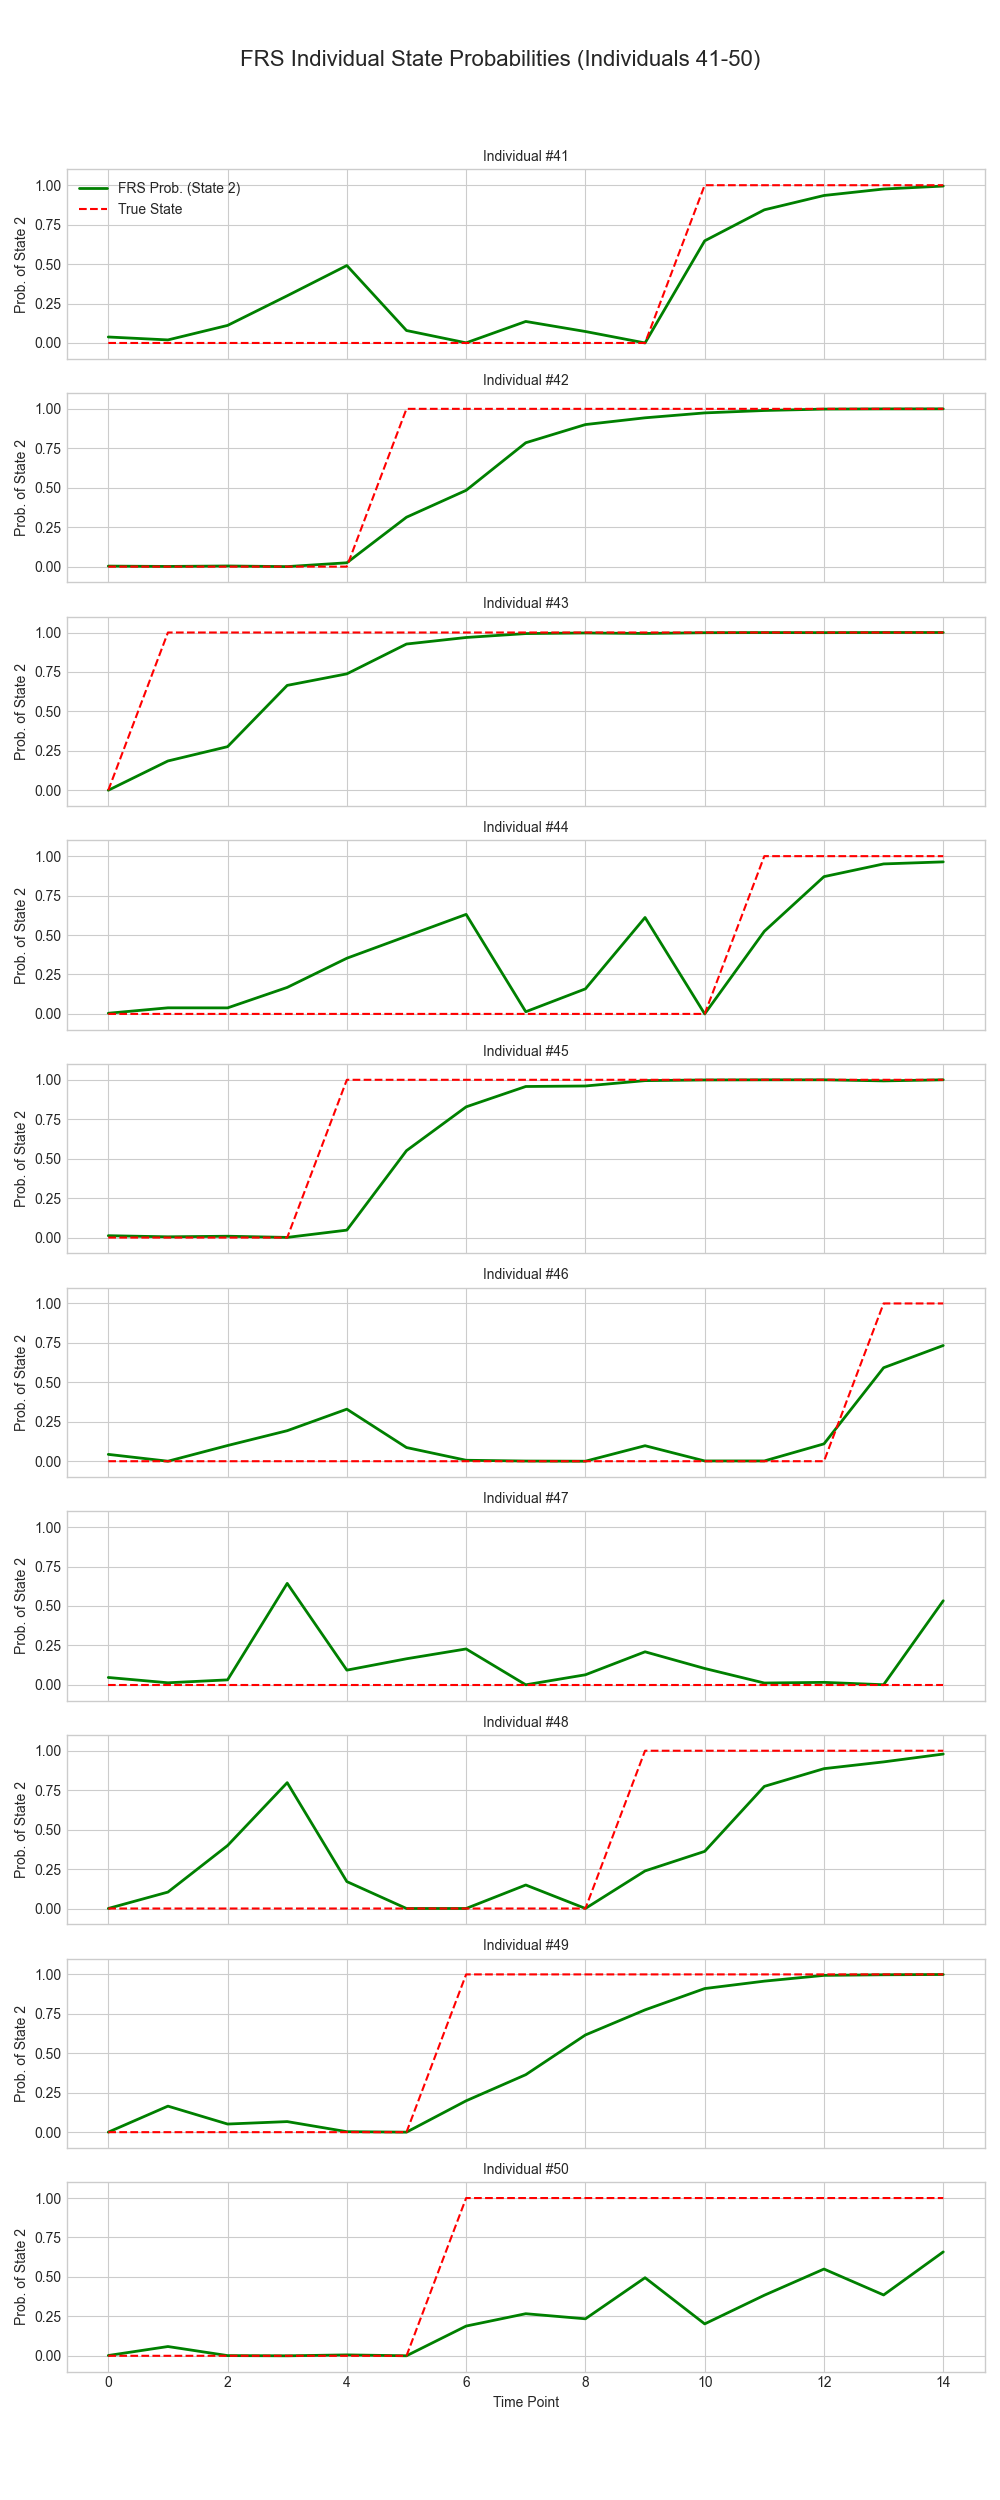 FRS Individual State Probabilities (Individuals 41-50)
Individual #41
FRS Prob. (State 2)
True State
Prob. of State 2
1.00
0.75
0.50
0.25
0.00
Individual #42
Prob. of State 2
1.00
0.75
0.50
0.25
0.00
Individual #43
Prob. of State 2
1.00
0.75
0.50
0.25
0.00
Individual #44
Prob. of State 2
1.00
0.75
0.50
0.25
0.00
Individual #45
Prob. of State 2
1.00
0.75
0.50
0.25
0.00
Individual #46
Prob. of State 2
1.00
0.75
0.50
0.25
0.00
Individual #47
Prob. of State 2
1.00
0.75
0.50
0.25
0.00
Individual #48
Prob. of State 2
1.00
0.75
0.50
0.25
0.00
Individual #49
Prob. of State 2
1.00
0.75
0.50
0.25
0.00
Individual #50
Prob. of State 2
1.00
0.75
0.50
0.25
0.00
0 2 4 6 8 10 12 14
Time Point